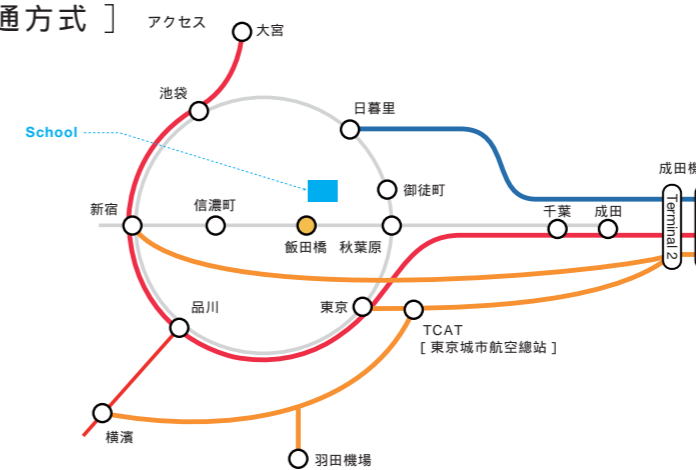 通方式 ] アクセス
大宮
池袋
日暮里
School
成田機
御徒町
新宿
信濃町
千葉
成田
Terminal 2
飯田橋
秋葉原
品川
東京
TCAT
[ 東京城市航空總站 ]
横濱
羽田機場